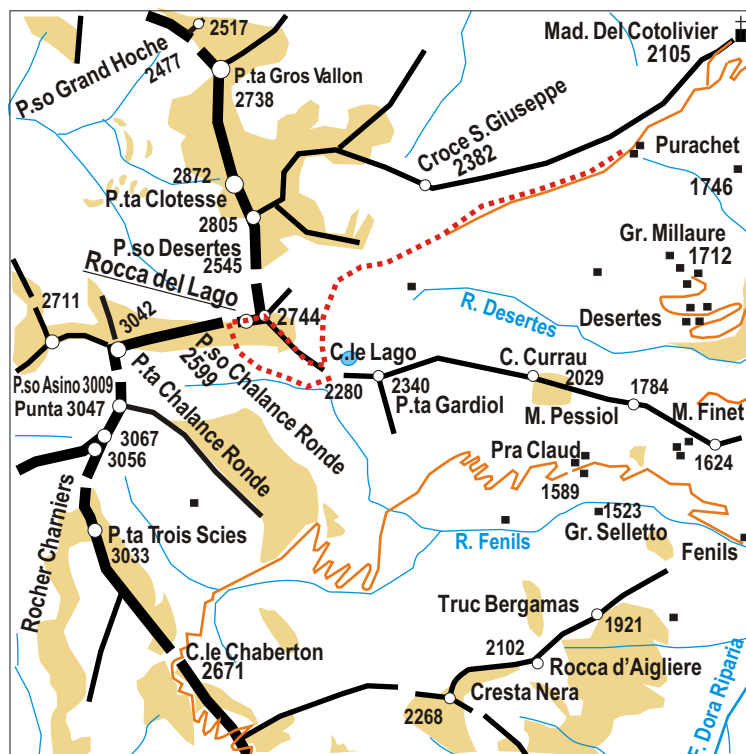 2517
Mad. Del Cotolivier
2105
P.so Grand Hoche
2477
P.ta Gros Vallon
2738
Croce S. Giuseppe
2382
Purachet
1746
2872
P.ta Clotesse
2805
P.so Desertes
2545
Gr. Millaure
1712
Rocca del Lago
R. Desertes
Desertes
2711
3042
2744
P.so Chalance Ronde
2599
C.le Lago
2280
2340
P.ta Gardiol
C. Currau
2029
M. Pessiol
1784
M. Finet
1624
P.so Asino 3009
Punta 3047
P.ta Chalance Ronde
3067
3056
Pra Claud
1589
1523
Gr. Selletto
R. Fenils
Fenils
Rocher Charniers
P.ta Trois Scies
3033
Truc Bergamas
1921
2102
Rocca d'Aigliere
C.le Chaberton
2671
Cresta Nera
2268
F. Dora Riparia